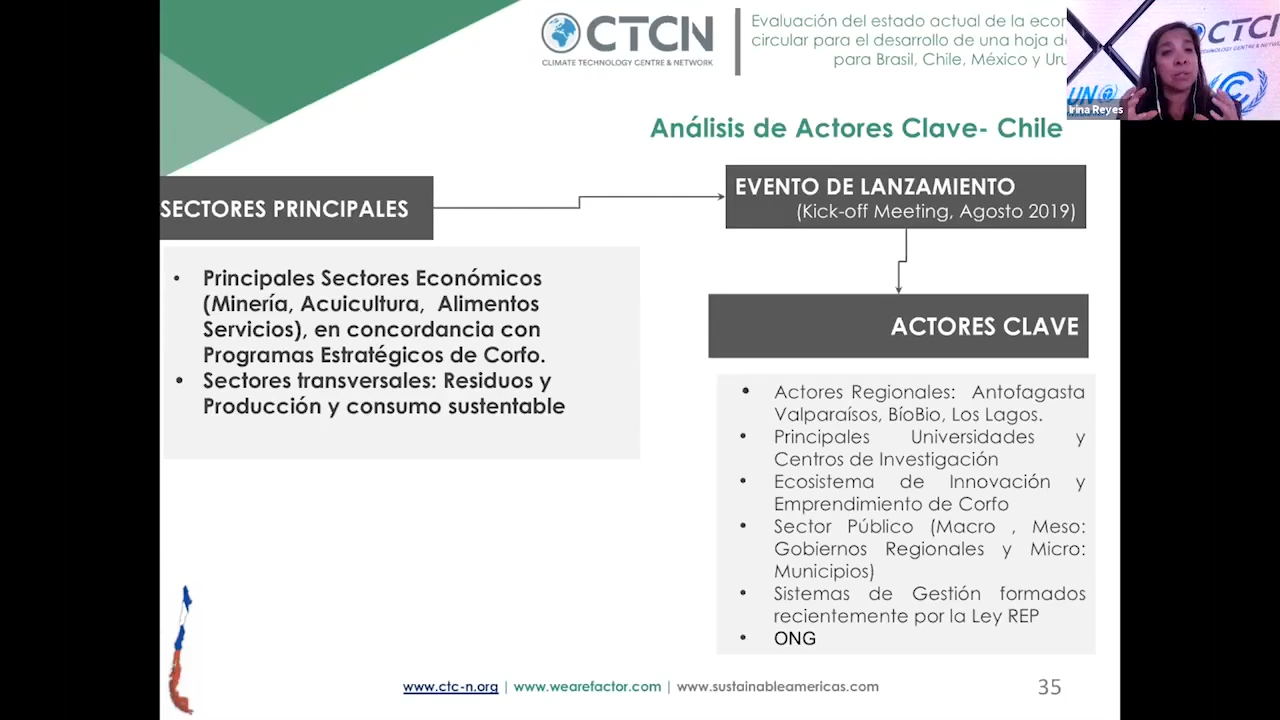 CTCN
CLIMATE TECHNOLOGY CENTRE & NETWORK
Evaluación del estado actual de la econ
circular para el desarrollo de una hoja d
para Brasil, Chile, México y Uru
CTCN
UN
Irina Reyes
Análisis de Actores Clave- Chile
SECTORES PRINCIPALES
EVENTO DE LANZAMIENTO
(Kick-off Meeting, Agosto 2019)
• Principales Sectores Económicos
(Minería, Acuicultura, Alimentos
Servicios), en concordancia con
Programas Estratégicos de Corfo.
• Sectores transversales: Residuos y
Producción y consumo sustentable
ACTORES CLAVE
• Actores Regionales: Antofagasta
Valparaísos, BíoBio, Los Lagos.
• Principales Universidades y
Centros de Investigación
• Ecosistema de Innovación y
Emprendimiento de Corfo
• Sector Público (Macro , Meso:
Gobiernos Regionales y Micro:
Municipios)
• Sistemas de Gestión formados
recientemente por la Ley REP
• ONG
www.ctc-n.org | www.wearefactor.com | www.sustainableamericas.com
35